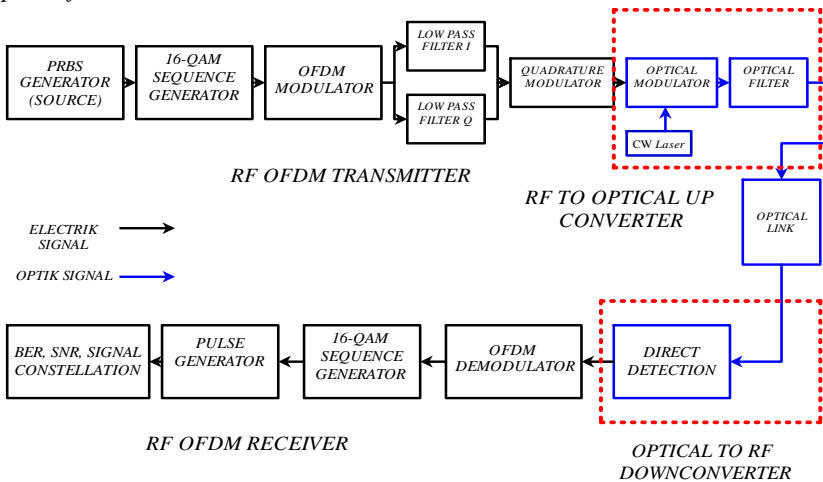 PRBS
GENERATOR
(SOURCE)
16-QAM
SEQUENCE
GENERATOR
OFDM
MODULATOR
LOW PASS
FILTER I
LOW PASS
FILTER Q
QUADRATURE
MODULATOR
OPTICAL
MODULATOR
OPTICAL
FILTER
CW Laser
RF OFDM TRANSMITTER
RF TO OPTICAL UP
CONVERTER
OPTICAL
LINK
ELECTRIK
SIGNAL
OPTIK SIGNAL
BER, SNR, SIGNAL
CONSTELLATION
PULSE
GENERATOR
16-QAM
SEQUENCE
GENERATOR
OFDM
DEMODULATOR
DIRECT
DETECTION
RF OFDM RECEIVER
OPTICAL TO RF
DOWNCONVERTER